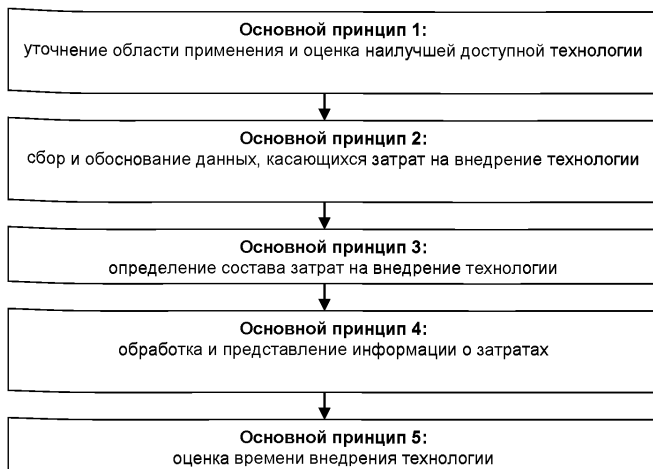 Основной принцип 1:
уточнение области применения и оценка наилучшей доступной технологии
Основной принцип 2:
сбор и обоснование данных, касающихся затрат на внедрение технологии
Основной принцип 3:
определение состава затрат на внедрение технологии
Основной принцип 4:
обработка и представление информации о затратах
Основной принцип 5:
оценка времени внедрения технологии